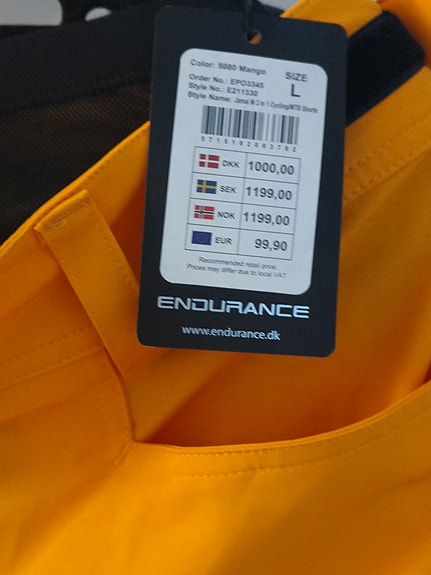 Color: 5080 Mango
Order No.: EPO3345
Style No.: E211330
Style Name: Jamal M 2 in 1 Cycling/MTB Shorts
SIZE
L
DKK 1000,00
SEK 1199,00
NOK 1199,00
EUR 99,90
Recommended retail price.
Prices may differ due to local VAT
ENDURANCE
www.endurance.dk